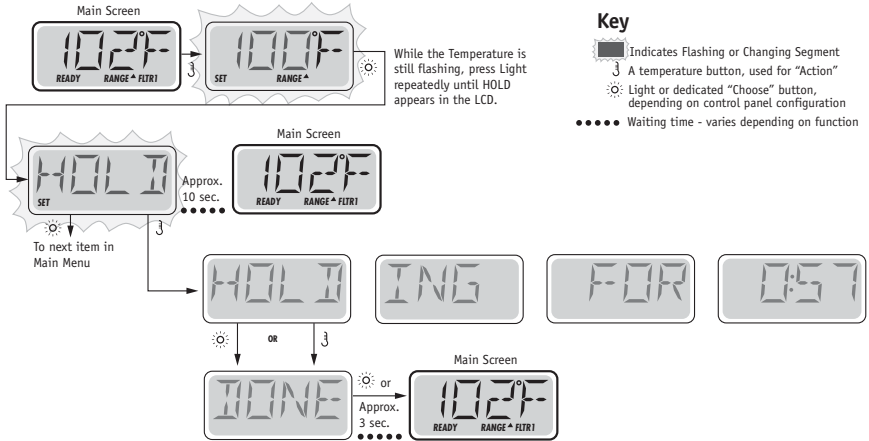 Main Screen
102°F
READY RANGE FLTR1
100°F
SET RANGE
While the Temperature is
still flashing, press Light
repeatedly until HOLD
appears in the LCD.
Key
Indicates Flashing or Changing Segment
A temperature button, used for “Action”
Light or dedicated “Choose” button,
depending on control panel configuration
Waiting time - varies depending on function
HOLD
SET
Approx.
10 sec.
Main Screen
102°F
READY RANGE FLTR1
To next item in
Main Menu
HOLD
ING
FOR
0:57
OR
DONE
or
Approx.
3 sec.
Main Screen
102°F
READY RANGE FLTR1